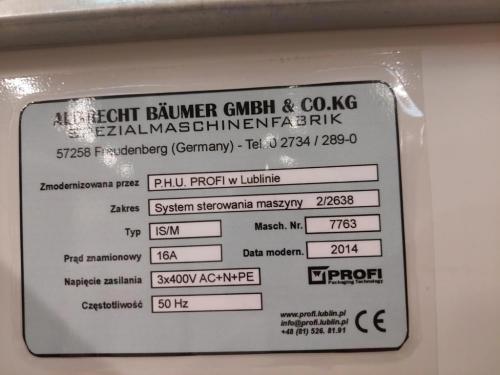 ALBRECHT BÄUMER GMBH & CO.KG
SPEZIALMASCHINENFABRIK
57258 Freudenberg (Germany) - Tel. 0 2734 / 289-0
Zmodernizowana przez P.H.U. PROFI w Lublinie
Zakres System sterowania maszyny 2/2638
Typ IS/M Masch. Nr. 7763
Prąd znamionowy 16A Data modern. 2014
Napięcie zasilania 3x400V AC+N+PE PROFI
Packaging Technology
Częstotliwość 50 Hz
www.profi.lublin.pl
info@profi.lublin.pl
+48 (81) 526. 81.91
CE